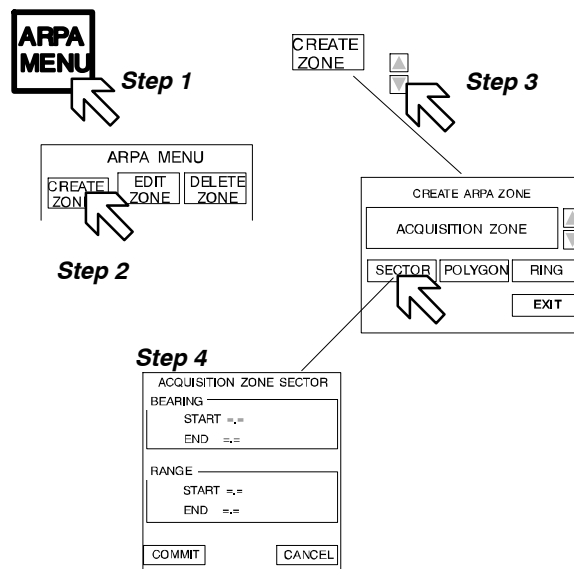 ARPA
MENU
Step 1
CREATE
ZONE
Step 3
ARPA MENU
CREATE
ZONE
EDIT
ZONE
DELETE
ZONE
Step 2
CREATE ARPA ZONE
ACQUISITION ZONE
SECTOR POLYGON RING
EXIT
Step 4
ACQUISITION ZONE SECTOR
BEARING
START =.=
END =.=
RANGE
START =.=
END =.=
COMMIT CANCEL